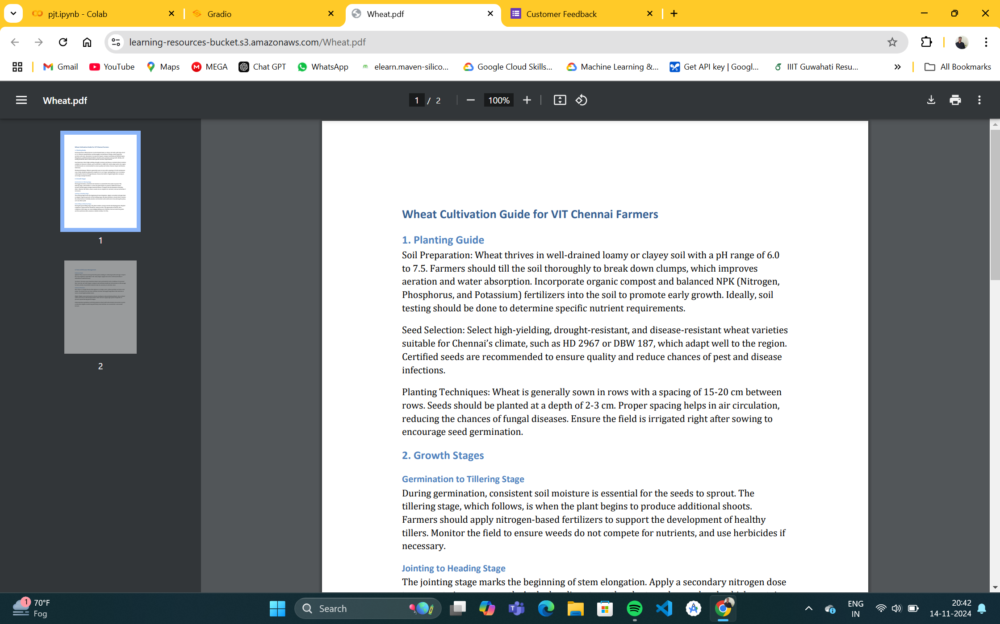 pjt.ipynb - Colab
Gradio
Wheat.pdf
Customer Feedback
learning-resources-bucket.s3.amazonaws.com/Wheat.pdf
Gmail
YouTube
Maps
MEGA
Chat GPT
WhatsApp
elearn.maven-silico...
Google Cloud Skills...
Machine Learning &...
Get API key | Googl...
IIIT Guwahati Resu...
All Bookmarks
Wheat.pdf
1 / 2
100%
1
2
Wheat Cultivation Guide for VIT Chennai Farmers
1. Planting Guide
Soil Preparation: Wheat thrives in well-drained loamy or clayey soil with a pH range of 6.0
to 7.5. Farmers should till the soil thoroughly to break down clumps, which improves
aeration and water absorption. Incorporate organic compost and balanced NPK (Nitrogen,
Phosphorus, and Potassium) fertilizers into the soil to promote early growth. Ideally, soil
testing should be done to determine specific nutrient requirements.
Seed Selection: Select high-yielding, drought-resistant, and disease-resistant wheat varieties
suitable for Chennai’s climate, such as HD 2967 or DBW 187, which adapt well to the region.
Certified seeds are recommended to ensure quality and reduce chances of pest and disease
infections.
Planting Techniques: Wheat is generally sown in rows with a spacing of 15-20 cm between
rows. Seeds should be planted at a depth of 2-3 cm. Proper spacing helps in air circulation,
reducing the chances of fungal diseases. Ensure the field is irrigated right after sowing to
encourage seed germination.
2. Growth Stages
Germination to Tillering Stage
During germination, consistent soil moisture is essential for the seeds to sprout. The
tillering stage, which follows, is when the plant begins to produce additional shoots.
Farmers should apply nitrogen-based fertilizers to support the development of healthy
tillers. Monitor the field to ensure weeds do not compete for nutrients, and use herbicides if
necessary.
Jointing to Heading Stage
The jointing stage marks the beginning of stem elongation. Apply a secondary nitrogen dose
1
70°F
Fog
Search
ENG
IN
20:42
14-11-2024